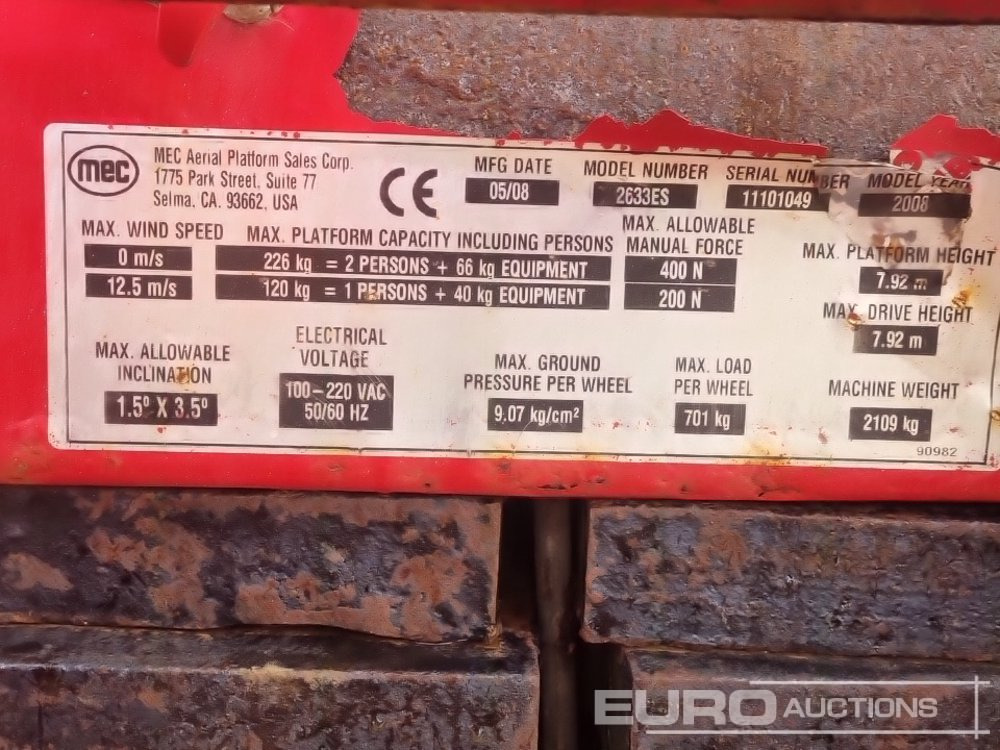 mec
MEC Aerial Platform Sales Corp.
1775 Park Street, Suite 77
Selma, CA. 93662, USA
CE
MFG DATE
05/08
MODEL NUMBER
2633ES
SERIAL NUMBER
11101049
MODEL YEAR
2008
MAX. WIND SPEED
0 m/s
12.5 m/s
MAX. PLATFORM CAPACITY INCLUDING PERSONS
226 kg = 2 PERSONS + 66 kg EQUIPMENT
120 kg = 1 PERSONS + 40 kg EQUIPMENT
MAX. ALLOWABLE
MANUAL FORCE
400 N
200 N
MAX. PLATFORM HEIGHT
7.92 m
MAX. DRIVE HEIGHT
7.92 m
MAX. ALLOWABLE
INCLINATION
1.5º X 3.5º
ELECTRICAL
VOLTAGE
100–220 VAC
50/60 HZ
MAX. GROUND
PRESSURE PER WHEEL
9.07 kg/cm²
MAX. LOAD
PER WHEEL
701 kg
MACHINE WEIGHT
2109 kg
90982
EURO AUCTIONS